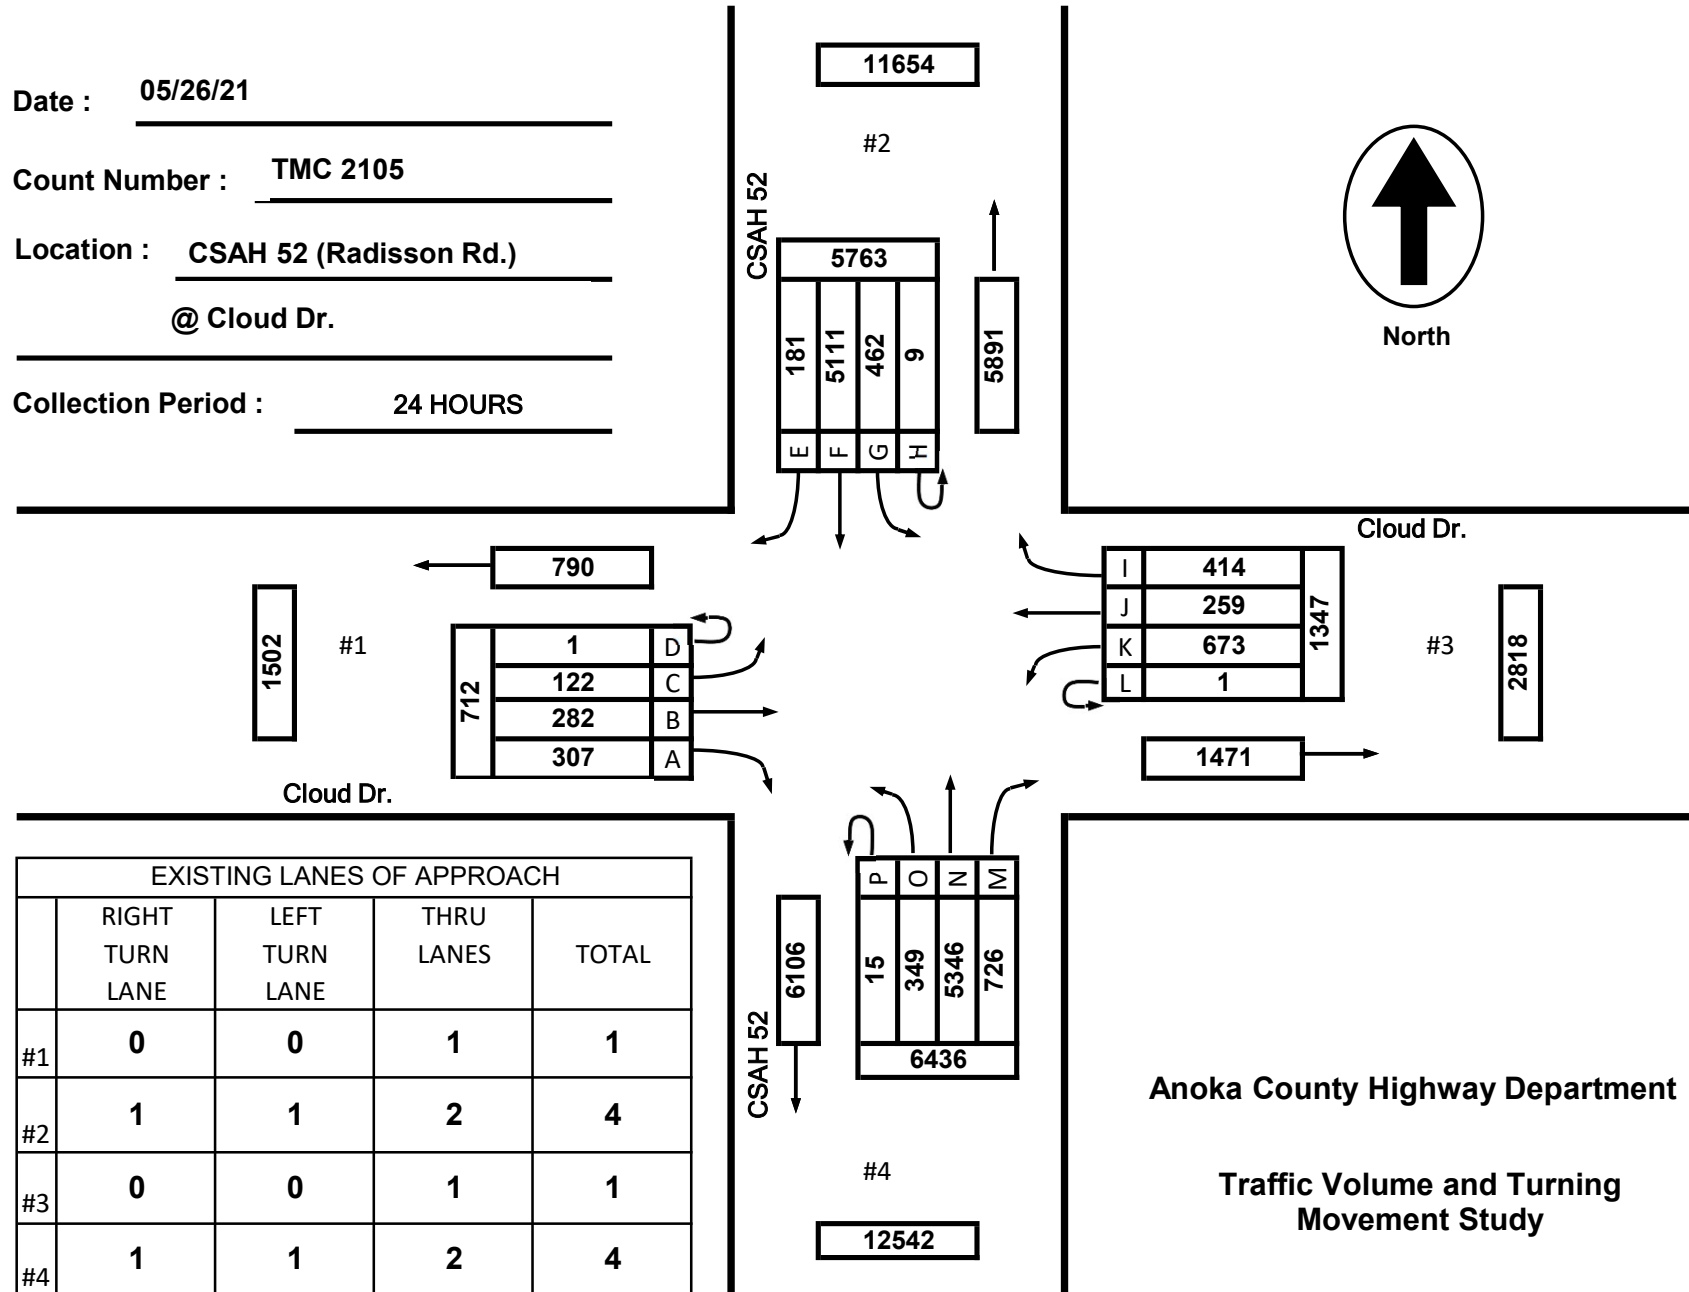 Date : 05/26/21
Count Number : TMC 2105
Location : CSAH 52 (Radisson Rd.)
@ Cloud Dr.
Collection Period : 24 HOURS
11654
#2
CSAH 52
5763
181 5111 462 9
E F G H
5891
North
Cloud Dr.
790
1502
#1
712
1 D
122 C
282 B
307 A
Cloud Dr.
I 414
J 259
K 673
L 1
1347
#3
2818
1471
P O N M
15 349 5346 726
6436
6106
CSAH 52
#4
12542
EXISTING LANES OF APPROACH
RIGHT TURN LANE LEFT TURN LANE THRU LANES TOTAL
#1 0 0 1 1
#2 1 1 2 4
#3 0 0 1 1
#4 1 1 2 4
Anoka County Highway Department
Traffic Volume and Turning
Movement Study